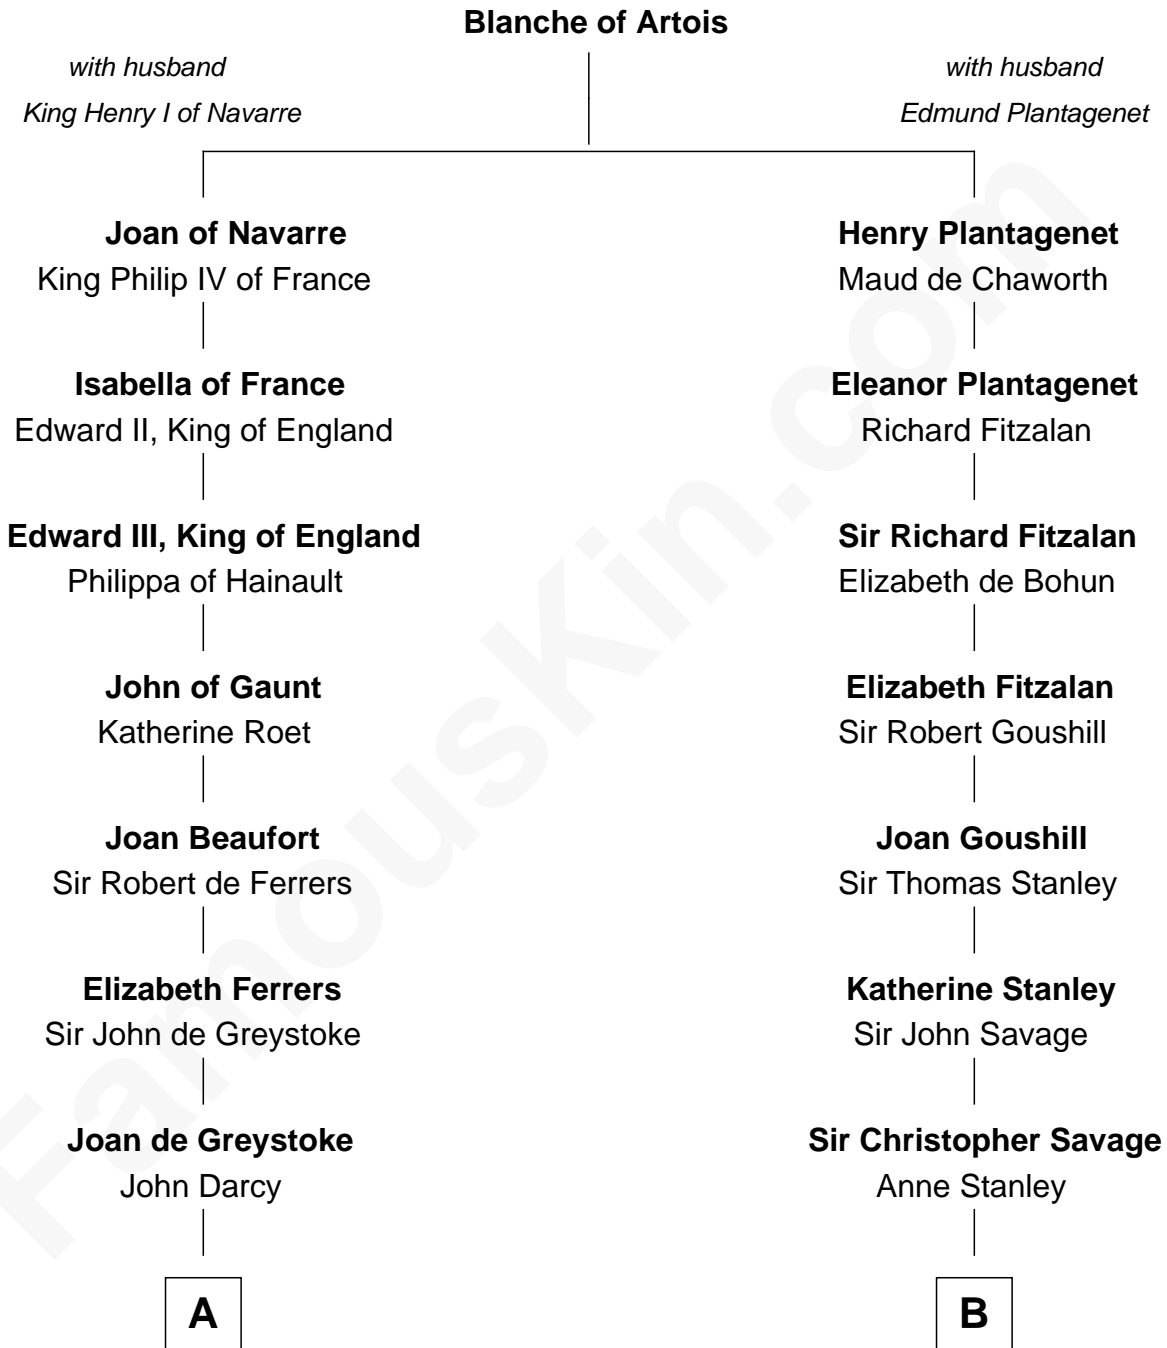 Blanche of Artois
with husband
King Henry I of Navarre
with husband
Edmund Plantagenet
Joan of Navarre
King Philip IV of France
Henry Plantagenet
Maud de Chaworth
Isabella of France
Edward II, King of England
Eleanor Plantagenet
Richard Fitzalan
Edward III, King of England
Philippa of Hainault
Sir Richard Fitzalan
Elizabeth de Bohun
John of Gaunt
Katherine Roet
Elizabeth Fitzalan
Sir Robert Goushill
Joan Beaufort
Sir Robert de Ferrers
Joan Goushill
Sir Thomas Stanley
Elizabeth Ferrers
Sir John de Greystoke
Katherine Stanley
Sir John Savage
Joan de Greystoke
John Darcy
Sir Christopher Savage
Anne Stanley
A
B
FamousKin.com